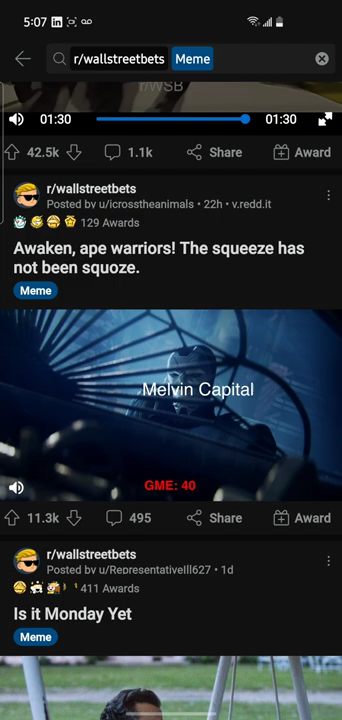 5:07
r/wallstreetbets Meme
r/WSB
01:30 01:30
42.5k 1.1k Share Award
r/wallstreetbets
Posted by u/icrosstheanimals • 22h • v.redd.it
129 Awards
Awaken, ape warriors! The squeeze has
not been squoze.
Meme
Melvin Capital
GME: 40
11.3k 495 Share Award
r/wallstreetbets
Posted by u/RepresentativeIll627 • 1d
411 Awards
Is it Monday Yet
Meme